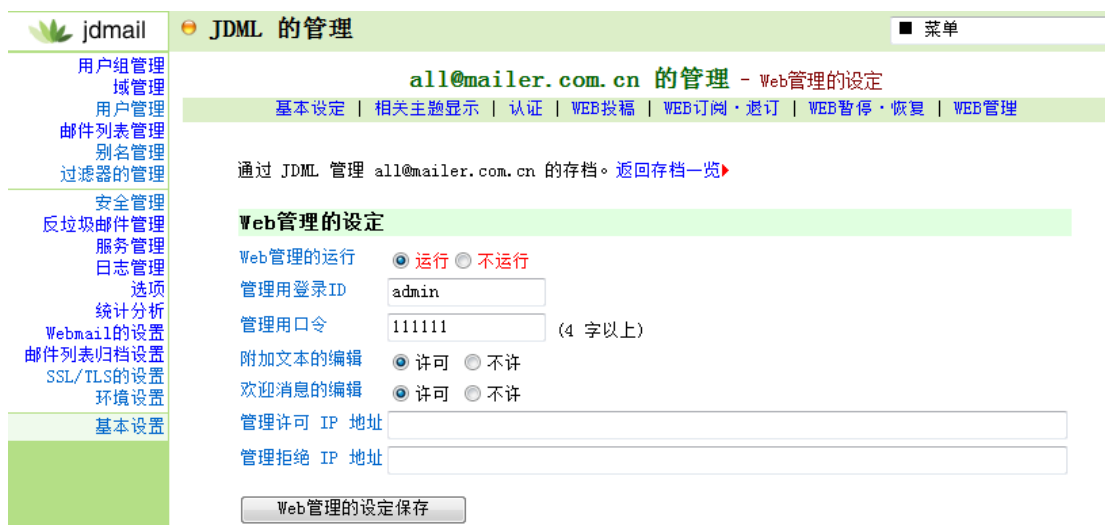 jdmail
JDML 的管理
■ 菜单
用户组管理
域管理
用户管理
邮件列表管理
别名管理
过滤器的管理
安全管理
反垃圾邮件管理
服务管理
日志管理
选项
统计分析
Webmail的设置
邮件列表归档设置
SSL/TLS的设置
环境设置
基本设置
all@mailer.com.cn 的管理 - Web管理的设定
基本设定 | 相关主题显示 | 认证 | WEB投稿 | WEB订阅·退订 | WEB暂停·恢复 | WEB管理
通过 JDML 管理 all@mailer.com.cn 的存档。返回存档一览
Web管理的设定
Web管理的运行 运行 不运行
管理用登录ID admin
管理用口令 111111 (4 字以上)
附加文本的编辑 许可 不许
欢迎消息的编辑 许可 不许
管理许可 IP 地址
管理拒绝 IP 地址
Web管理的设定保存